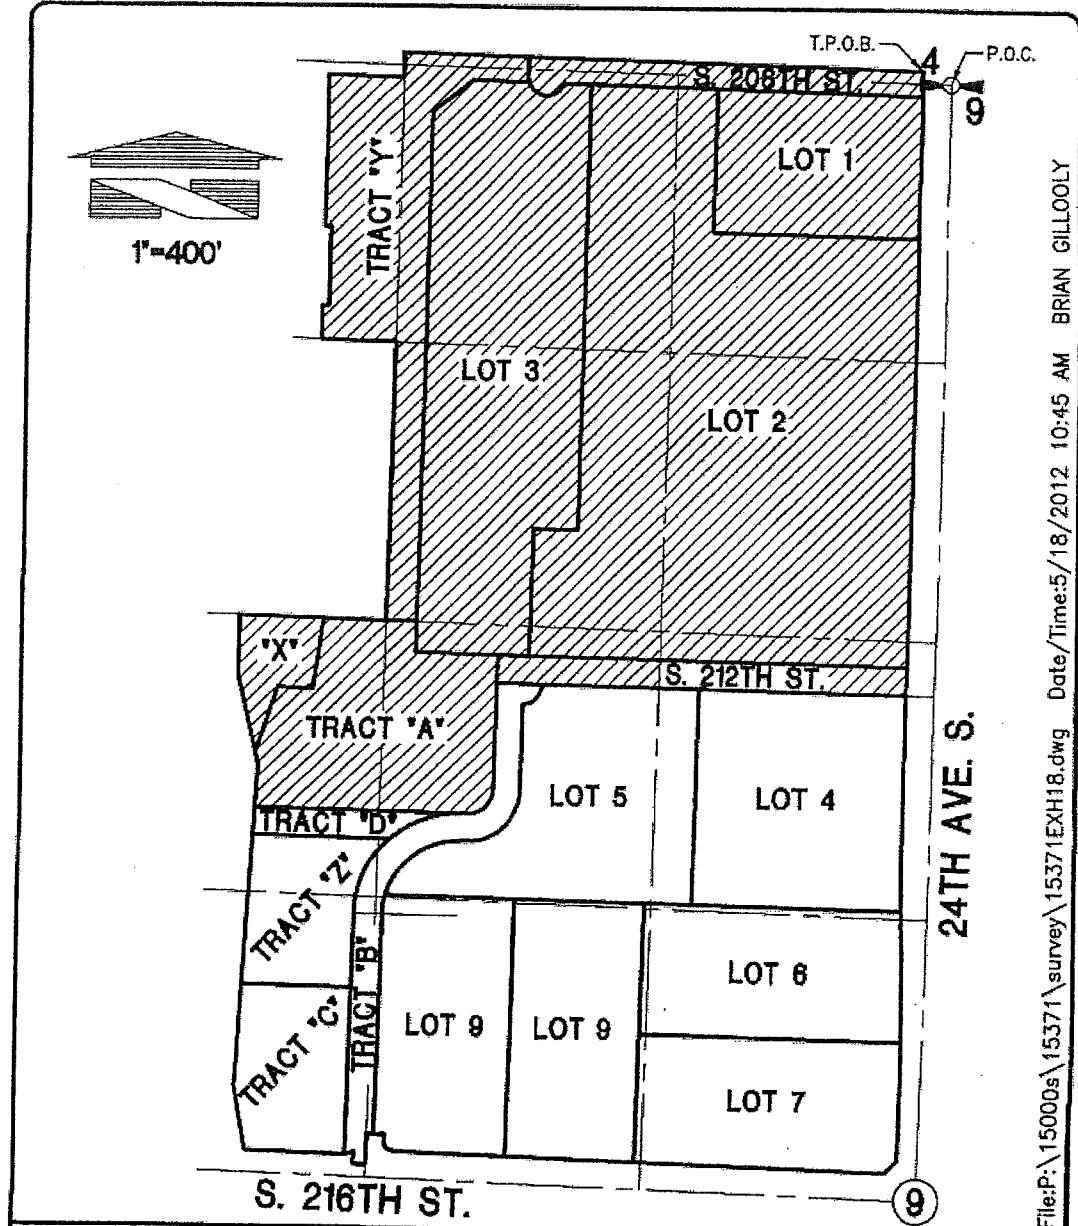 T.P.O.B.
4
P.O.C.
S. 208TH ST.
9
LOT 1
TRACT "Y"
1"=400'
LOT 3
LOT 2
"X"
S. 212TH ST.
TRACT "A"
LOT 5
LOT 4
TRACT "D"
TRACT "Z"
24TH AVE. S.
TRACT "B"
LOT 6
LOT 9
LOT 9
TRACT "C"
LOT 7
S. 216TH ST.
9
File:P:\15000s\15371\survey\15371EXH18.dwg Date/Time:5/18/2012 10:45 AM BRIAN GILLOOLY